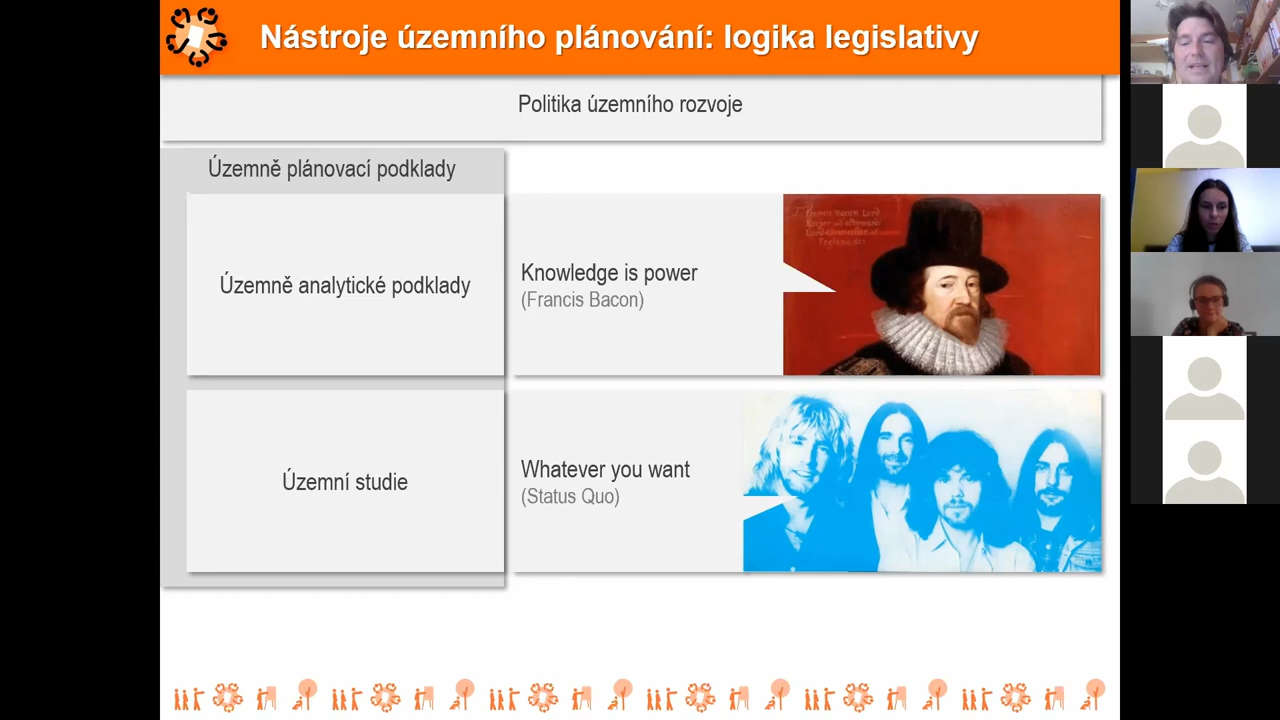 Nástroje územního plánování: logika legislativy
Politika územního rozvoje
Územně plánovací podklady
Územně analytické podklady
Knowledge is power
(Francis Bacon)
Územní studie
Whatever you want
(Status Quo)